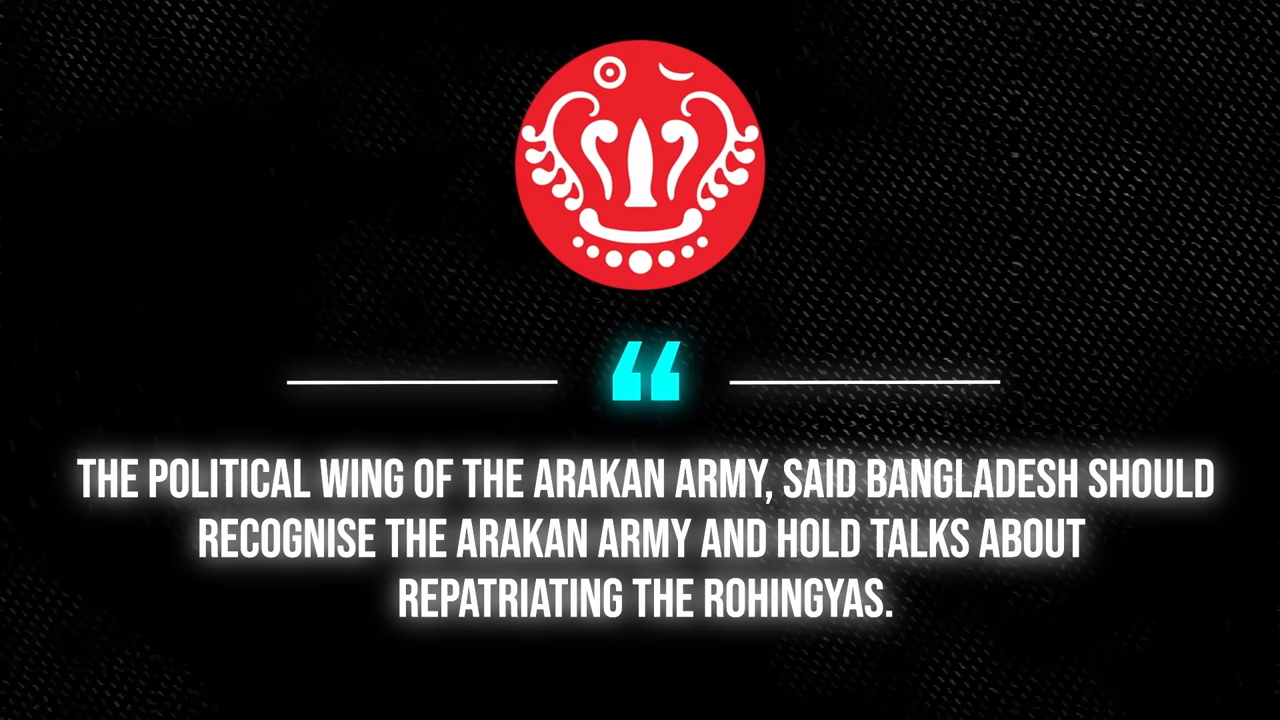 “
THE POLITICAL WING OF THE ARAKAN ARMY, SAID BANGLADESH SHOULD
RECOGNISE THE ARAKAN ARMY AND HOLD TALKS ABOUT
REPATRIATING THE ROHINGYAS.